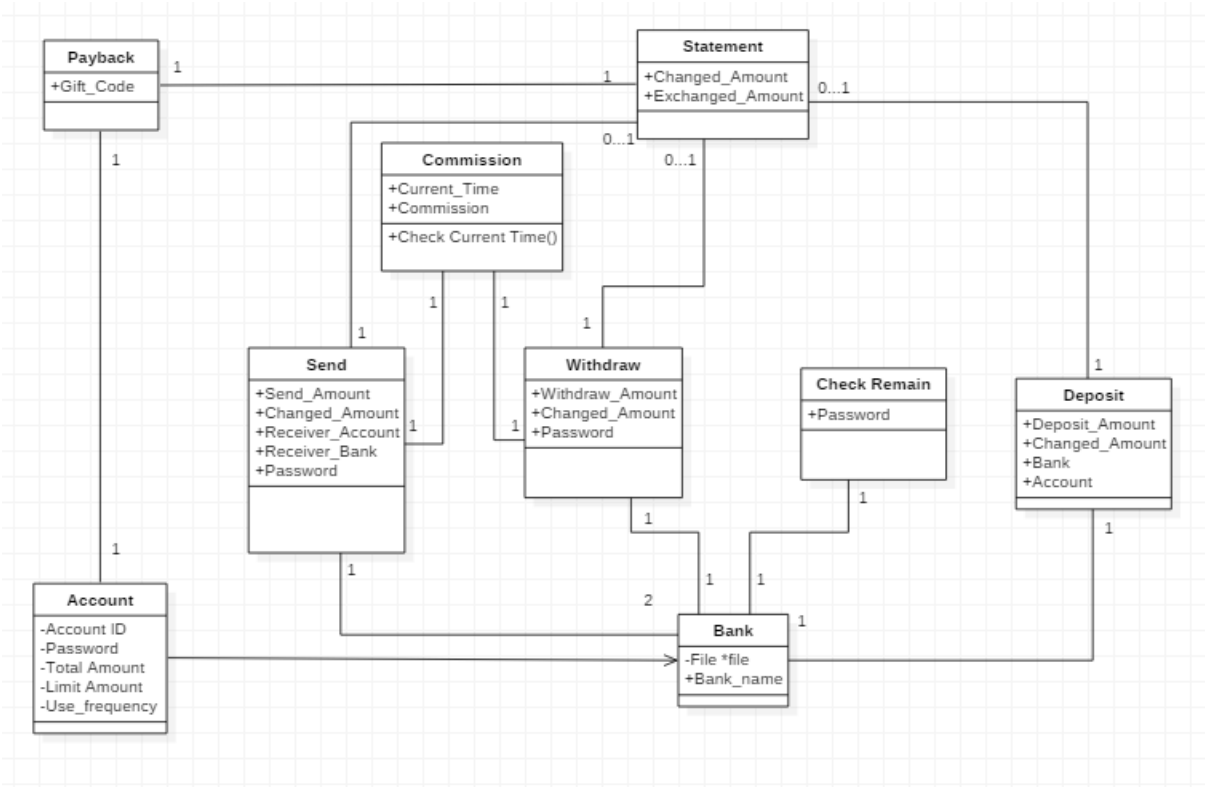 Payback
+Gift_Code
1
1
Statement
+Changed_Amount
+Exchanged_Amount
0...1
0...1
0...1
1
Commission
+Current_Time
+Commission
+Check Current Time()
1
1
1
1
Send
+Send_Amount
+Changed_Amount
+Receiver_Account
+Receiver_Bank
+Password
1
1
Withdraw
+Withdraw_Amount
+Changed_Amount
+Password
1
Check Remain
+Password
1
Deposit
+Deposit_Amount
+Changed_Amount
+Bank
+Account
1
1
1
1
1
1
1
2
1
Account
-Account ID
-Password
-Total Amount
-Limit Amount
-Use_frequency
Bank
-File *file
+Bank_name